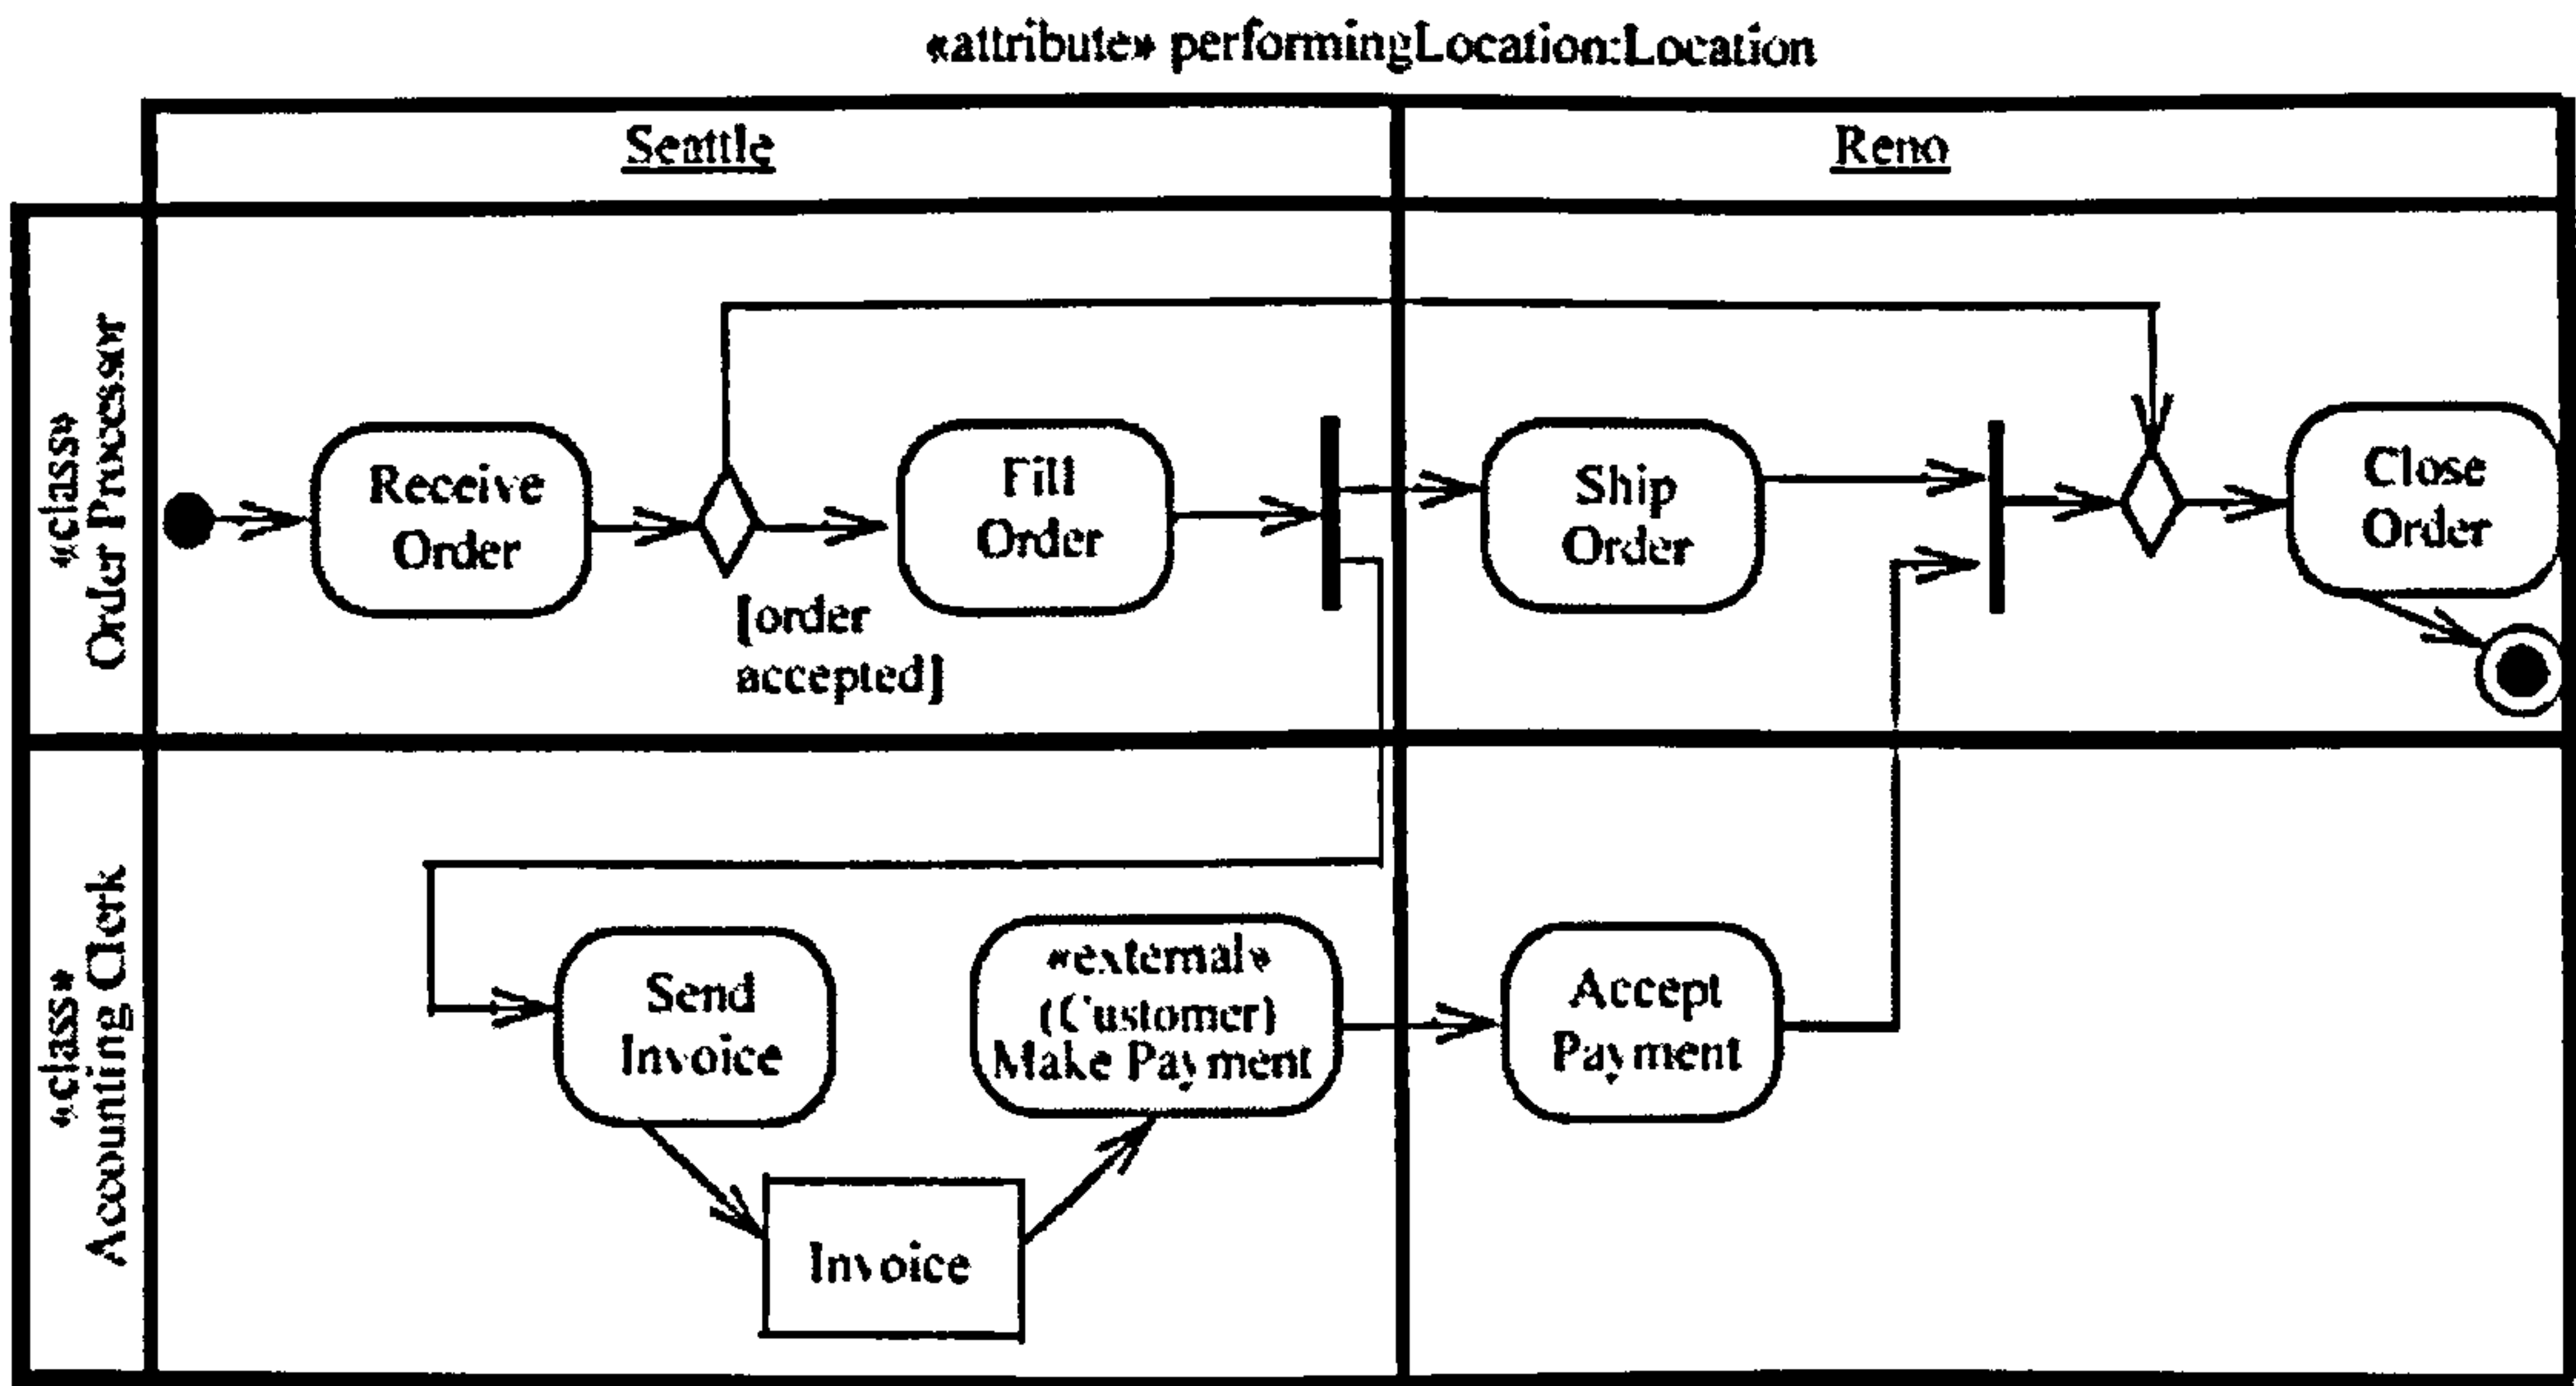 «attribute» performingLocation:Location
Seattle
Reno
«class»
Order Processor
Receive
Order
[order
accepted]
Fill
Order
Ship
Order
Close
Order
«class»
Accounting Clerk
Send
Invoice
«external»
(Customer)
Make Payment
Accept
Payment
Invoice